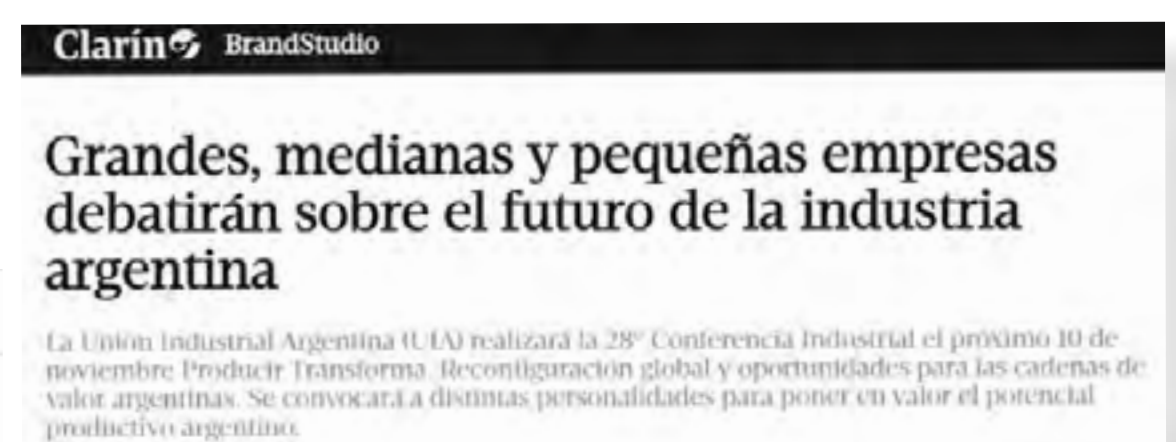 Clarín BrandStudio
Grandes, medianas y pequeñas empresas
debatirán sobre el futuro de la industria
argentina
La Unión Industrial Argentina (UIA) realizará la 28º Conferencia Industrial el próximo 10 de
noviembre Producir Transforma. Reconfiguración global y oportunidades para las cadenas de
valor argentinas. Se convocará a distintas personalidades para poner en valor el potencial
productivo argentino.